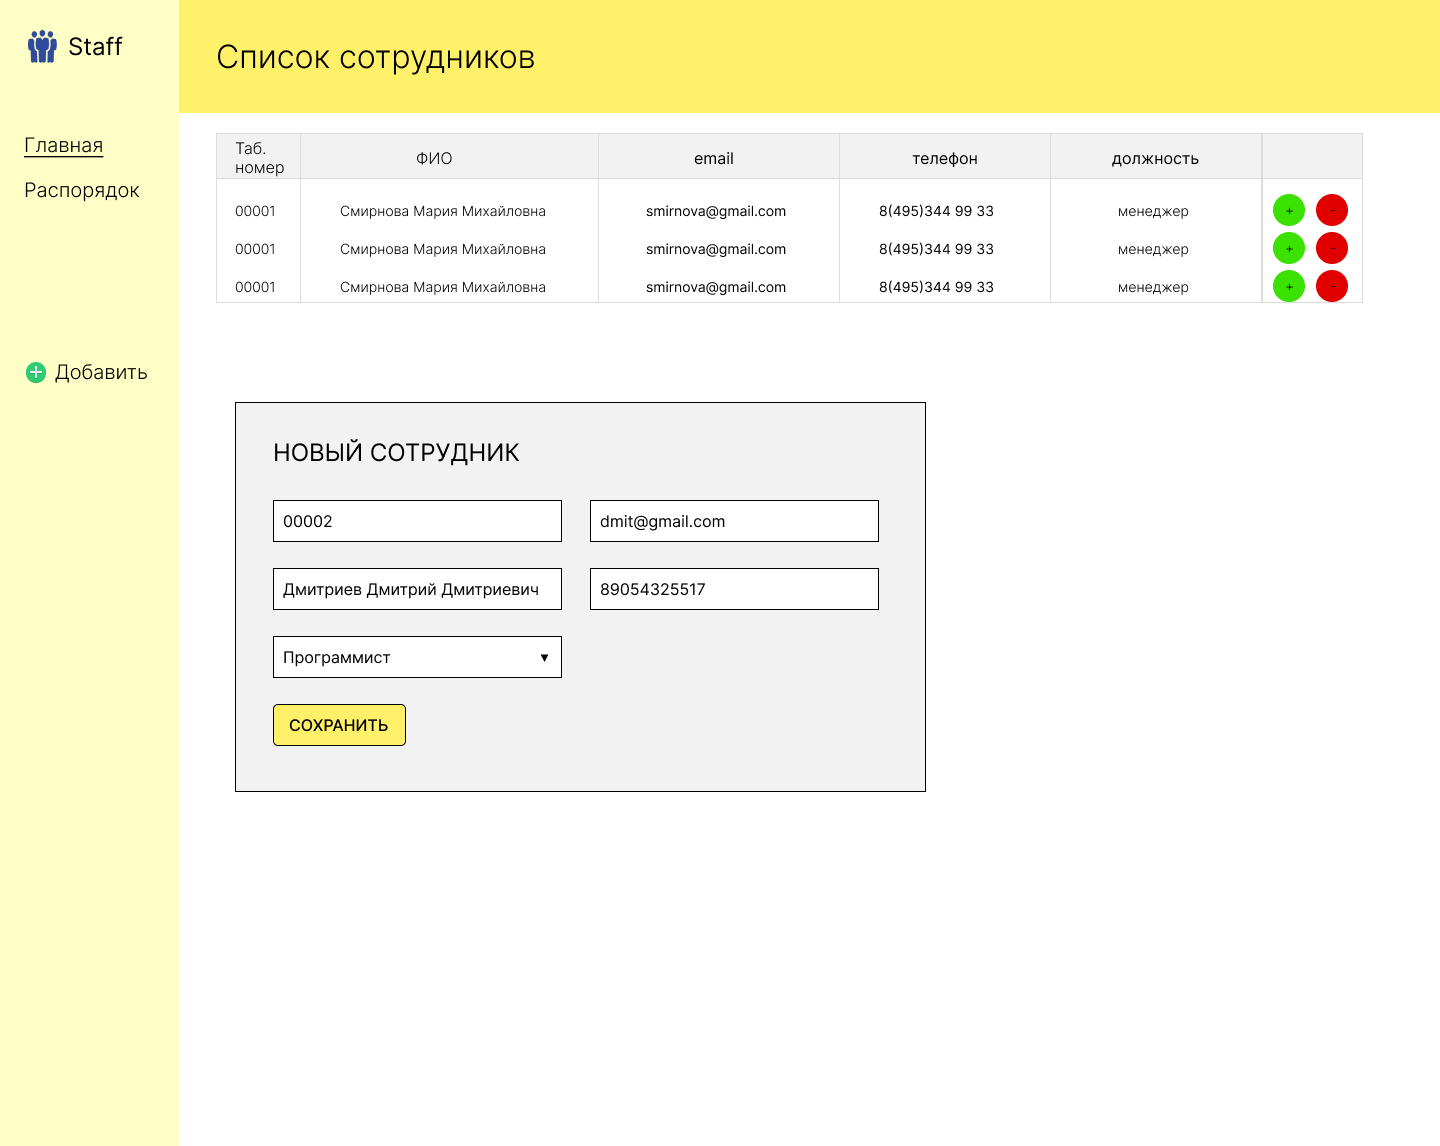 Staff
Главная
Распорядок
Добавить
Список сотрудников
Таб. номер ФИО email телефон должность
00001 Смирнова Мария Михайловна smirnova@gmail.com 8(495)344 99 33 менеджер + -
00001 Смирнова Мария Михайловна smirnova@gmail.com 8(495)344 99 33 менеджер + -
00001 Смирнова Мария Михайловна smirnova@gmail.com 8(495)344 99 33 менеджер + -
НОВЫЙ СОТРУДНИК
00002 dmit@gmail.com
Дмитриев Дмитрий Дмитриевич 89054325517
Программист
СОХРАНИТЬ